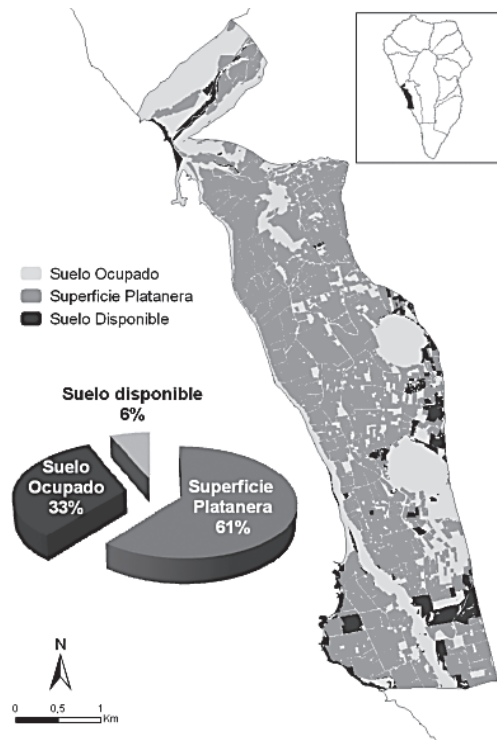 Suelo Ocupado
Superficie Platanera
Suelo Disponible
Suelo disponible
6%
Suelo
Ocupado
33%
Superficie
Platanera
61%
N
0 0,5 1
Km